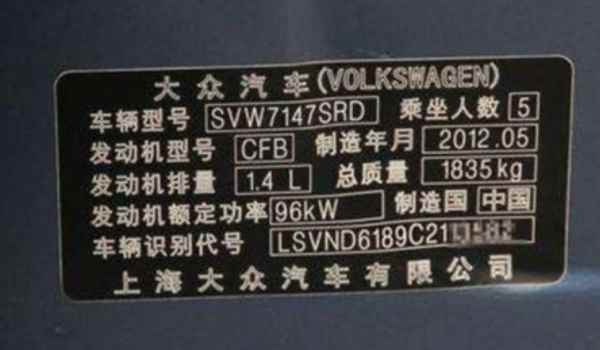 大众汽车(VOLKSWAGEN)
车辆型号 SVW7147SRD 乘坐人数 5
发动机型号 CFB 制造年月 2012.05
发动机排量 1.4 L 总质量 1835kg
发动机额定功率 96kW 制造国 中国
车辆识别代号 LSVND6189C21
上海大众汽车有限公司